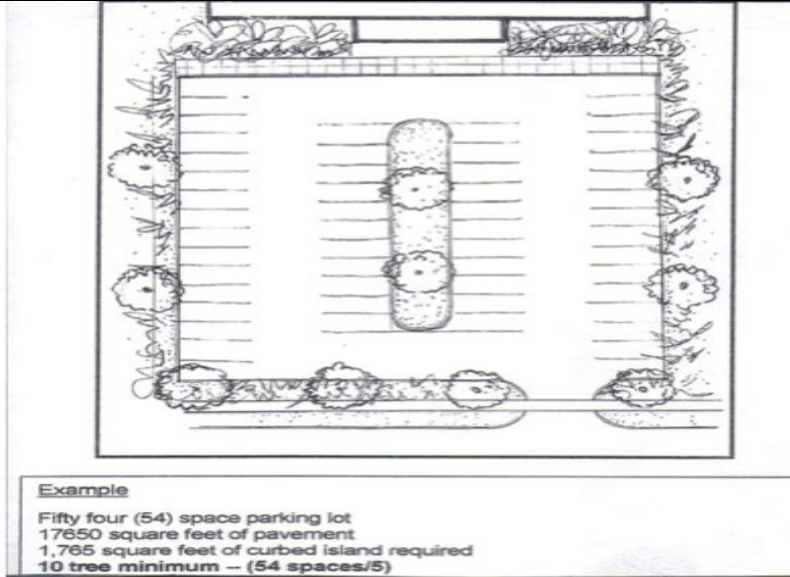 Example
Fifty four (54) space parking lot
17650 square feet of pavement
1,765 square feet of curbed island required
10 tree minimum -- (54 spaces/5)